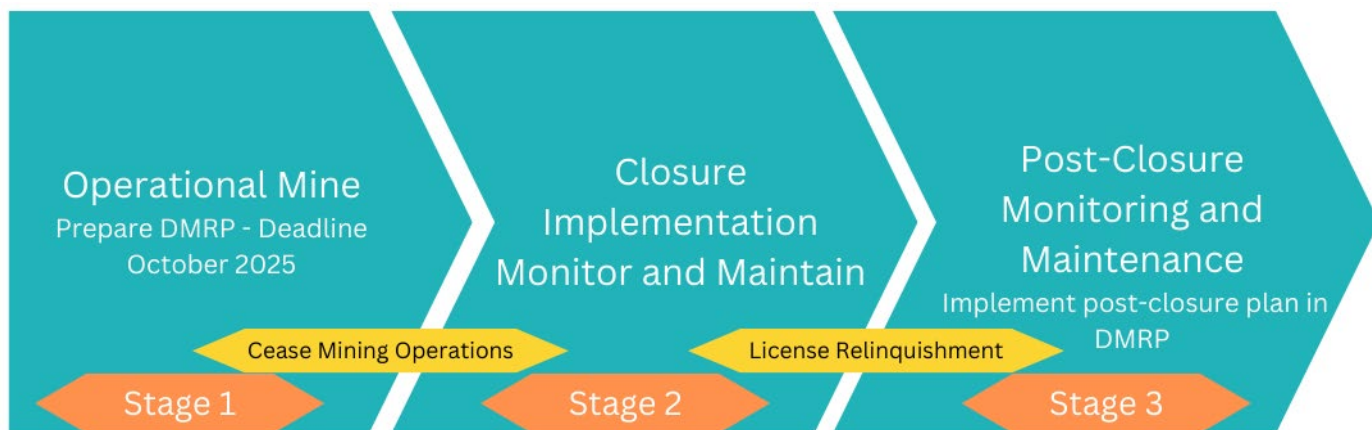 Operational Mine
Prepare DMRP - Deadline
October 2025
Closure
Implementation
Monitor and Maintain
Post-Closure
Monitoring and
Maintenance
Implement post-closure plan in
DMRP
Cease Mining Operations
License Relinquishment
Stage 1
Stage 2
Stage 3